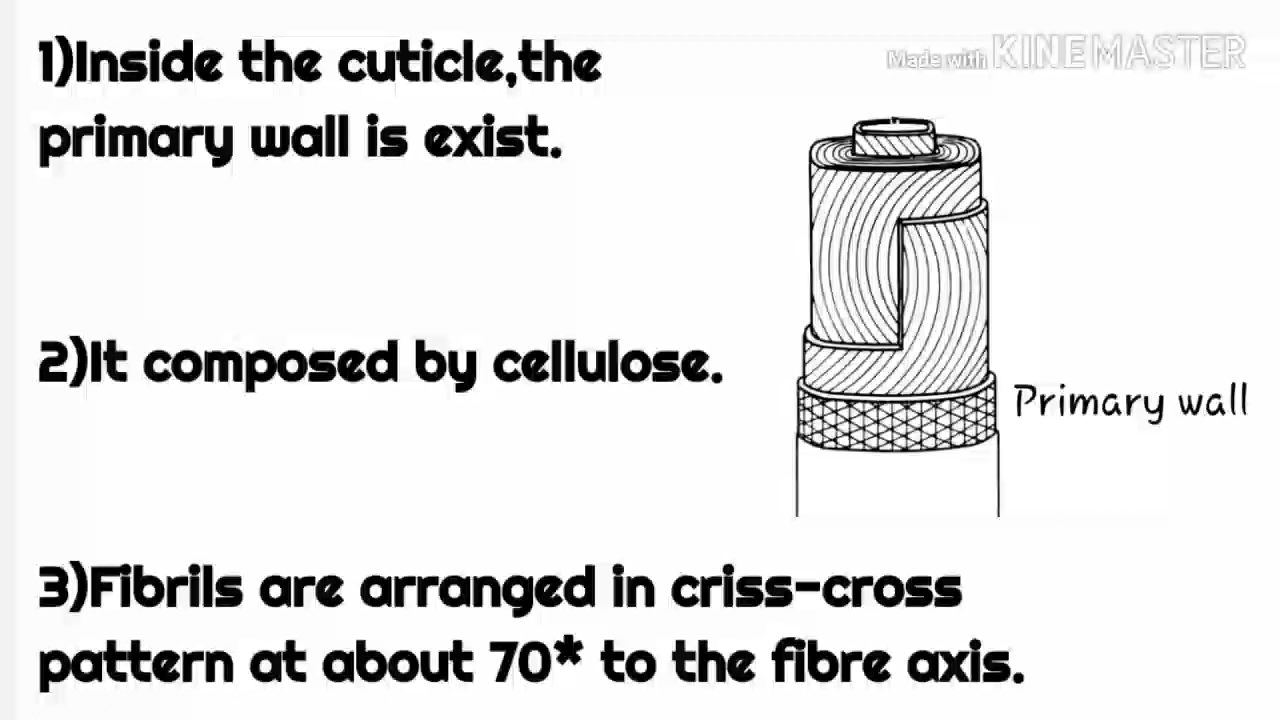 1)Inside the cuticle,the
primary wall is exist.
Made with KINEMASTER
2)It composed by cellulose.
Primary wall
3)Fibrils are arranged in criss-cross
pattern at about 70* to the fibre axis.